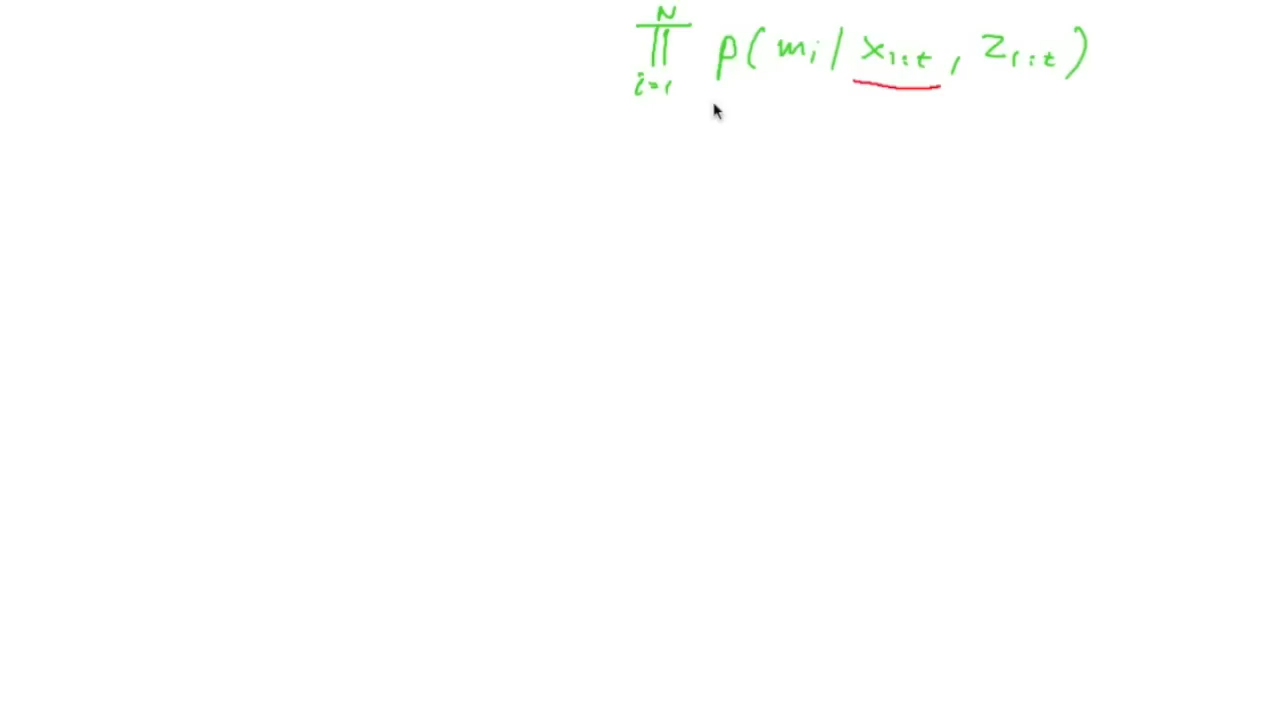 N ∏ i=1 p(mᵢ | x₁:ₜ, z₁:ₜ)